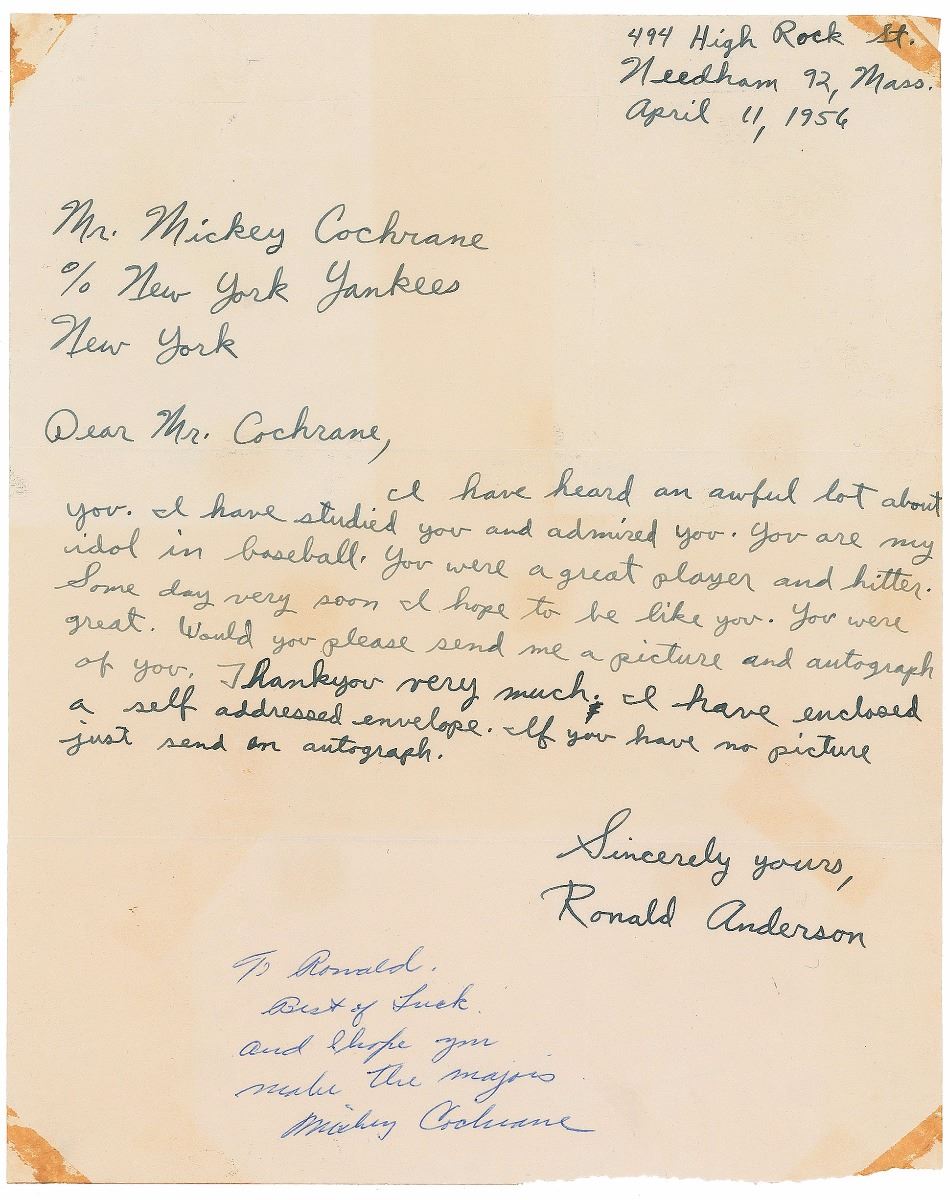 494 High Rock St.
Needham 92, Mass.
April 11, 1956
Mr. Mickey Cochrane
% New York Yankees
New York
Dear Mr. Cochrane,
I have heard an awful lot about
you. I have studied you and admired you. You are my
idol in baseball. You were a great player and hitter.
Some day very soon I hope to be like you. You were
great. Would you please send me a picture and autograph
of you. Thankyou very much. I have enclosed
a self addressed envelope. If you have no picture
just send an autograph.
Sincerely yours,
Ronald Anderson
To Ronald.
Best of Luck.
and I hope you
make the majors
Mickey Cochrane